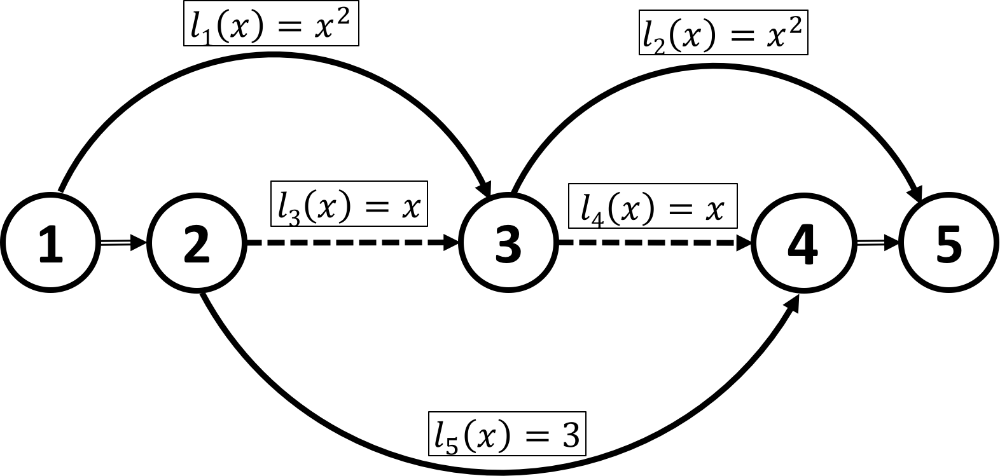 l₁(x) = x²
l₂(x) = x²
l₃(x) = x
l₄(x) = x
1
2
3
4
5
l₅(x) = 3